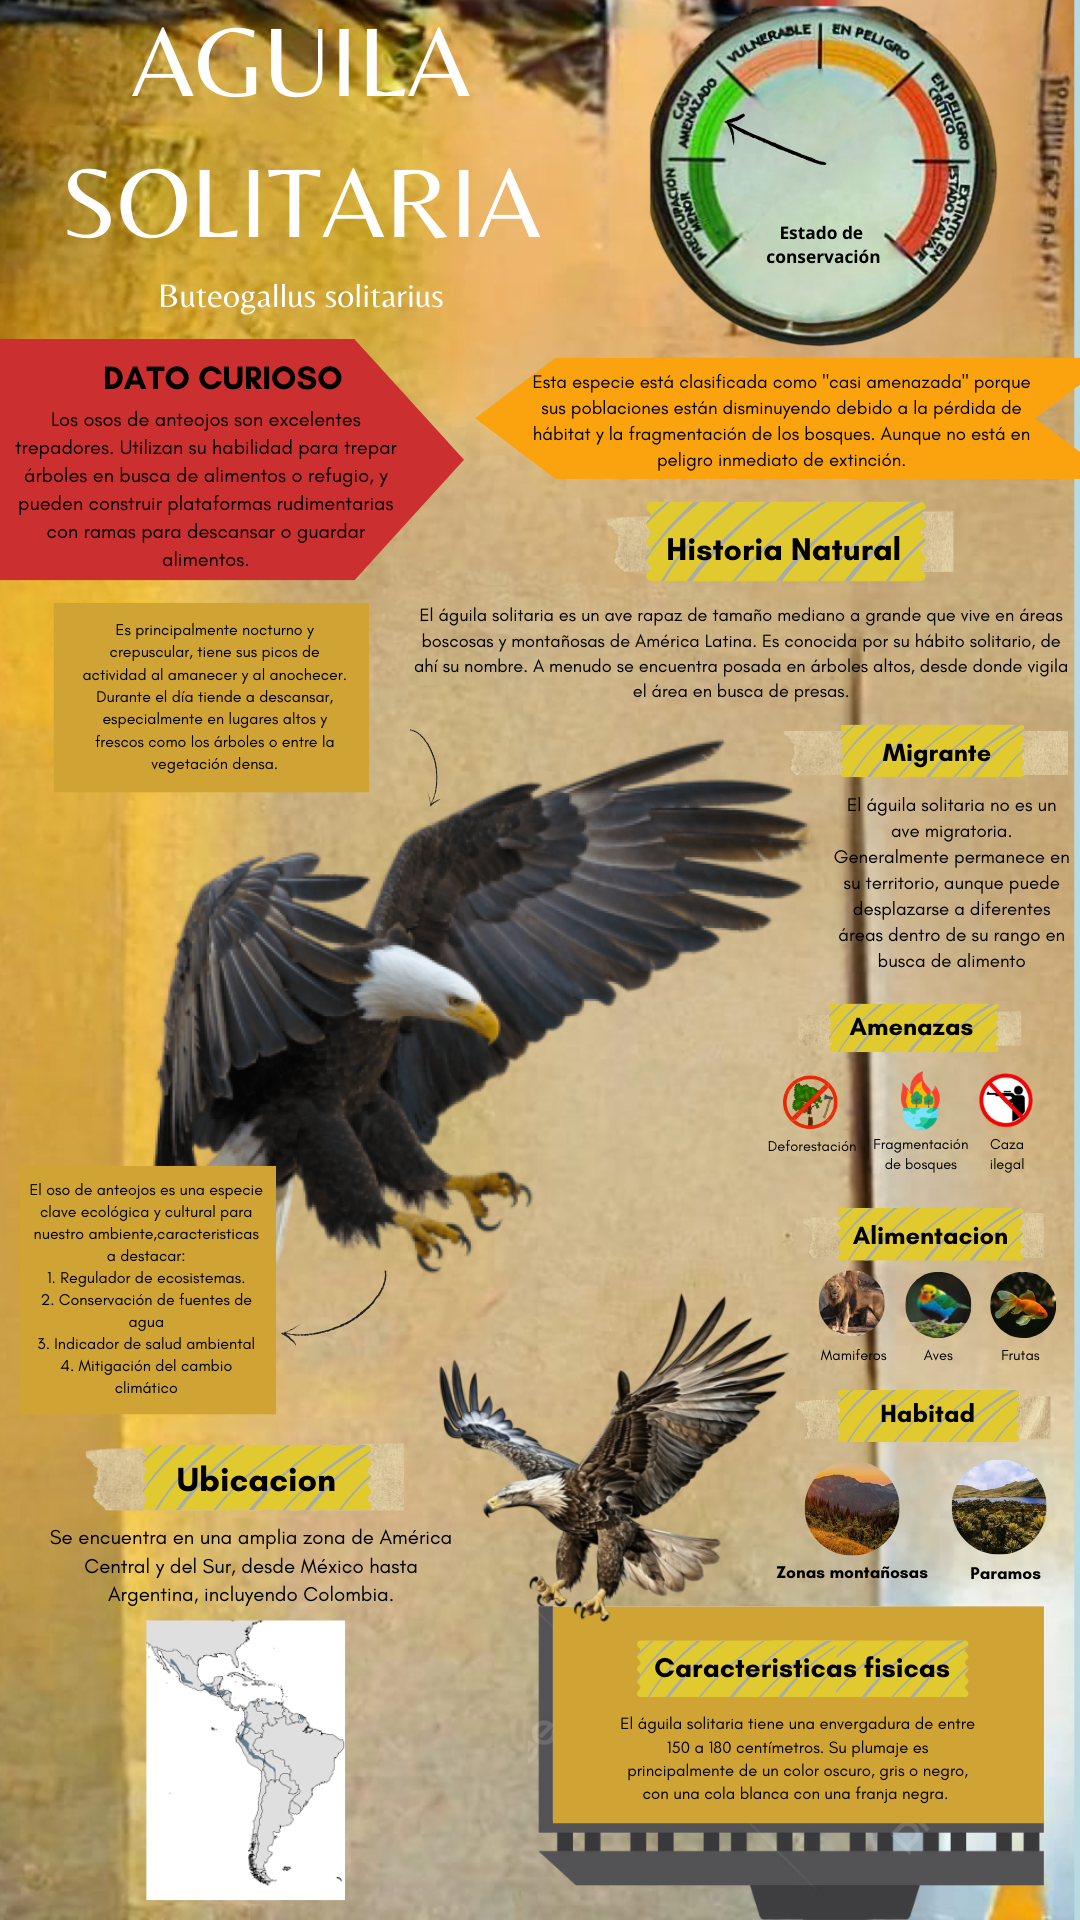 AGUILA
SOLITARIA
Buteogallus solitarius
PREOCUPACIÓN
MENOR
CASI
AMENAZADO
VULNERABLE
EN PELIGRO
EN PELIGRO
CRÍTICO
EXTINTO EN
ESTADO SALVAJE
Estado de
conservación
DATO CURIOSO
Los osos de anteojos son excelentes
trepadores. Utilizan su habilidad para trepar
árboles en busca de alimentos o refugio, y
pueden construir plataformas rudimentarias
con ramas para descansar o guardar
alimentos.
Esta especie está clasificada como "casi amenazada" porque
sus poblaciones están disminuyendo debido a la pérdida de
hábitat y la fragmentación de los bosques. Aunque no está en
peligro inmediato de extinción.
Historia Natural
El águila solitaria es un ave rapaz de tamaño mediano a grande que vive en áreas
boscosas y montañosas de América Latina. Es conocida por su hábito solitario, de
ahí su nombre. A menudo se encuentra posada en árboles altos, desde donde vigila
el área en busca de presas.
Es principalmente nocturno y
crepuscular, tiene sus picos de
actividad al amanecer y al anochecer.
Durante el día tiende a descansar,
especialmente en lugares altos y
frescos como los árboles o entre la
vegetación densa.
Migrante
El águila solitaria no es un
ave migratoria.
Generalmente permanece en
su territorio, aunque puede
desplazarse a diferentes
áreas dentro de su rango en
busca de alimento
Amenazas
Deforestación
Fragmentación
de bosques
Caza
ilegal
El oso de anteojos es una especie
clave ecológica y cultural para
nuestro ambiente,caracteristicas
a destacar:
1. Regulador de ecosistemas.
2. Conservación de fuentes de
agua
3. Indicador de salud ambiental
4. Mitigación del cambio
climático
Alimentacion
Mamiferos
Aves
Frutas
Habitad
Zonas montañosas
Paramos
Ubicacion
Se encuentra en una amplia zona de América
Central y del Sur, desde México hasta
Argentina, incluyendo Colombia.
Caracteristicas fisicas
El águila solitaria tiene una envergadura de entre
150 a 180 centímetros. Su plumaje es
principalmente de un color oscuro, gris o negro,
con una cola blanca con una franja negra.